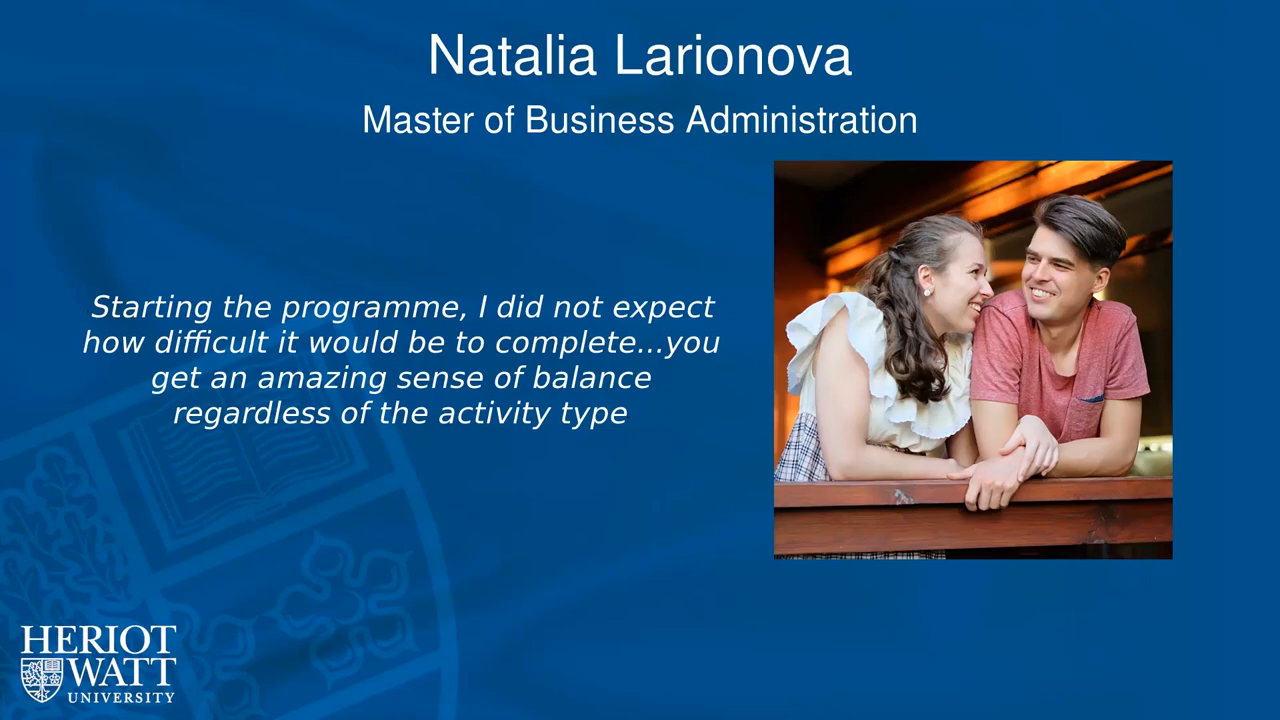 Natalia Larionova
Master of Business Administration
Starting the programme, I did not expect
how difficult it would be to complete...you
get an amazing sense of balance
regardless of the activity type
HERIOT
WATT
UNIVERSITY